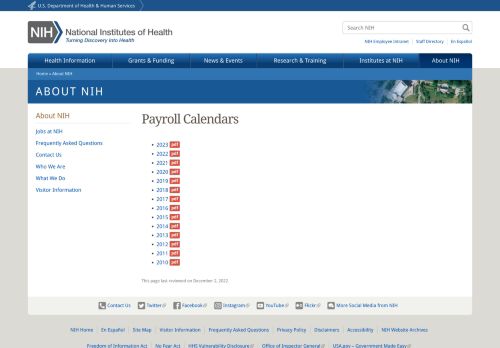 U.S. Department of Health & Human Services
NIH National Institutes of Health
Turning Discovery Into Health
Search NIH
NIH Employee Intranet | Staff Directory | En Español
Health Information
Grants & Funding
News & Events
Research & Training
Institutes at NIH
About NIH
Home » About NIH
ABOUT NIH
About NIH
Jobs at NIH
Frequently Asked Questions
Contact Us
Who We Are
What We Do
Visitor Information
Payroll Calendars
• 2023 pdf
• 2022 pdf
• 2021 pdf
• 2020 pdf
• 2019 pdf
• 2018 pdf
• 2017 pdf
• 2016 pdf
• 2015 pdf
• 2014 pdf
• 2013 pdf
• 2012 pdf
• 2011 pdf
• 2010 pdf
This page last reviewed on December 2, 2022
Contact Us
Twitter
Facebook
Instagram
YouTube
Flickr
More Social Media from NIH
NIH Home | En Español | Site Map | Visitor Information | Frequently Asked Questions | Privacy Policy | Disclaimers | Accessibility | NIH Website Archives
Freedom of Information Act | No Fear Act | HHS Vulnerability Disclosure | Office of Inspector General | USA.gov – Government Made Easy